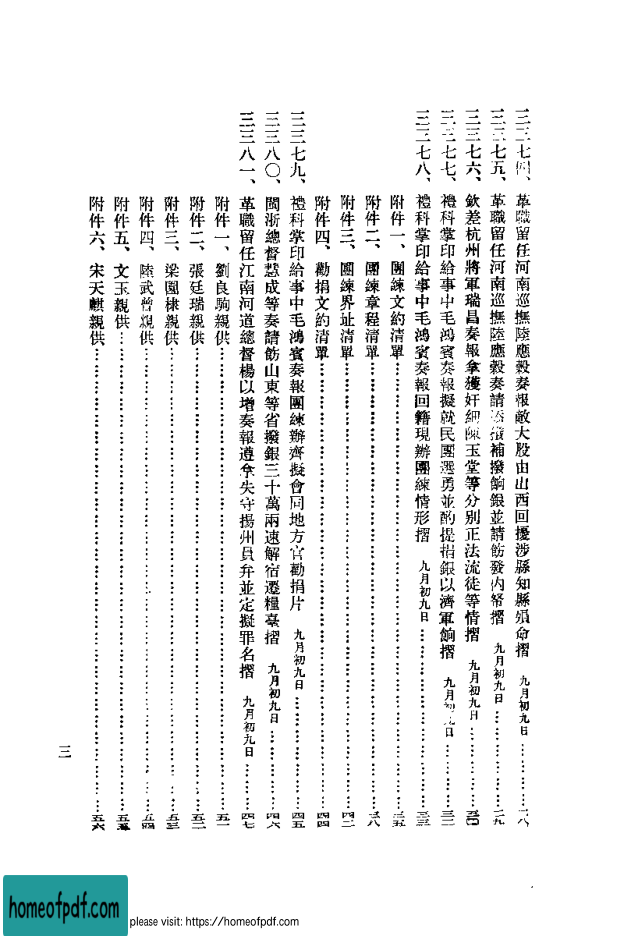 三三七四、革職留任河南巡撫陸應穀奏報敵大股由山西回擾涉縣知縣殞命摺 九月初九日…………二八
三三七五、革職留任河南巡撫陸應穀奏請 補撥餉銀並請飭發內帑摺 九月初九日…………二九
三三七六、欽差杭州將軍瑞昌奏報拿獲奸細陳玉堂等分別正法流徒等情摺 九月初九日…………三〇
三三七七、禮科掌印給事中毛鴻賓奏報擬就民團選勇並酌提捐銀以濟軍餉摺 九月初九日…………三二
三三七八、禮科掌印給事中毛鴻賓奏報回籍現辦團練情形摺 九月初九日…………三三
附件一、團練文約清單…………三五
附件二、團練章程清單…………三八
附件三、團練界址清單…………四二
附件四、勸捐文約清單…………四四
三三七九、禮科掌印給事中毛鴻賓奏報團練辦齊擬會同地方官勸捐片 九月初九日…………四五
三三八〇、閩浙總督慧成等奏請飭山東等省撥銀三十萬兩速解宿遷糧臺摺 九月初九日…………四六
三三八一、革職留任江南河道總督楊以增奏報遵拿失守揚州員弁並定擬罪名摺 九月初九日…………四七
附件一、劉良駒親供…………五一
附件二、張廷瑞親供…………五二
附件三、梁園棣親供…………五三
附件四、陸武曾親供…………五四
附件五、文玉親供…………五五
附件六、宋天麒親供…………五六
三
homeofpdf.com
please visit: https://homeofpdf.com